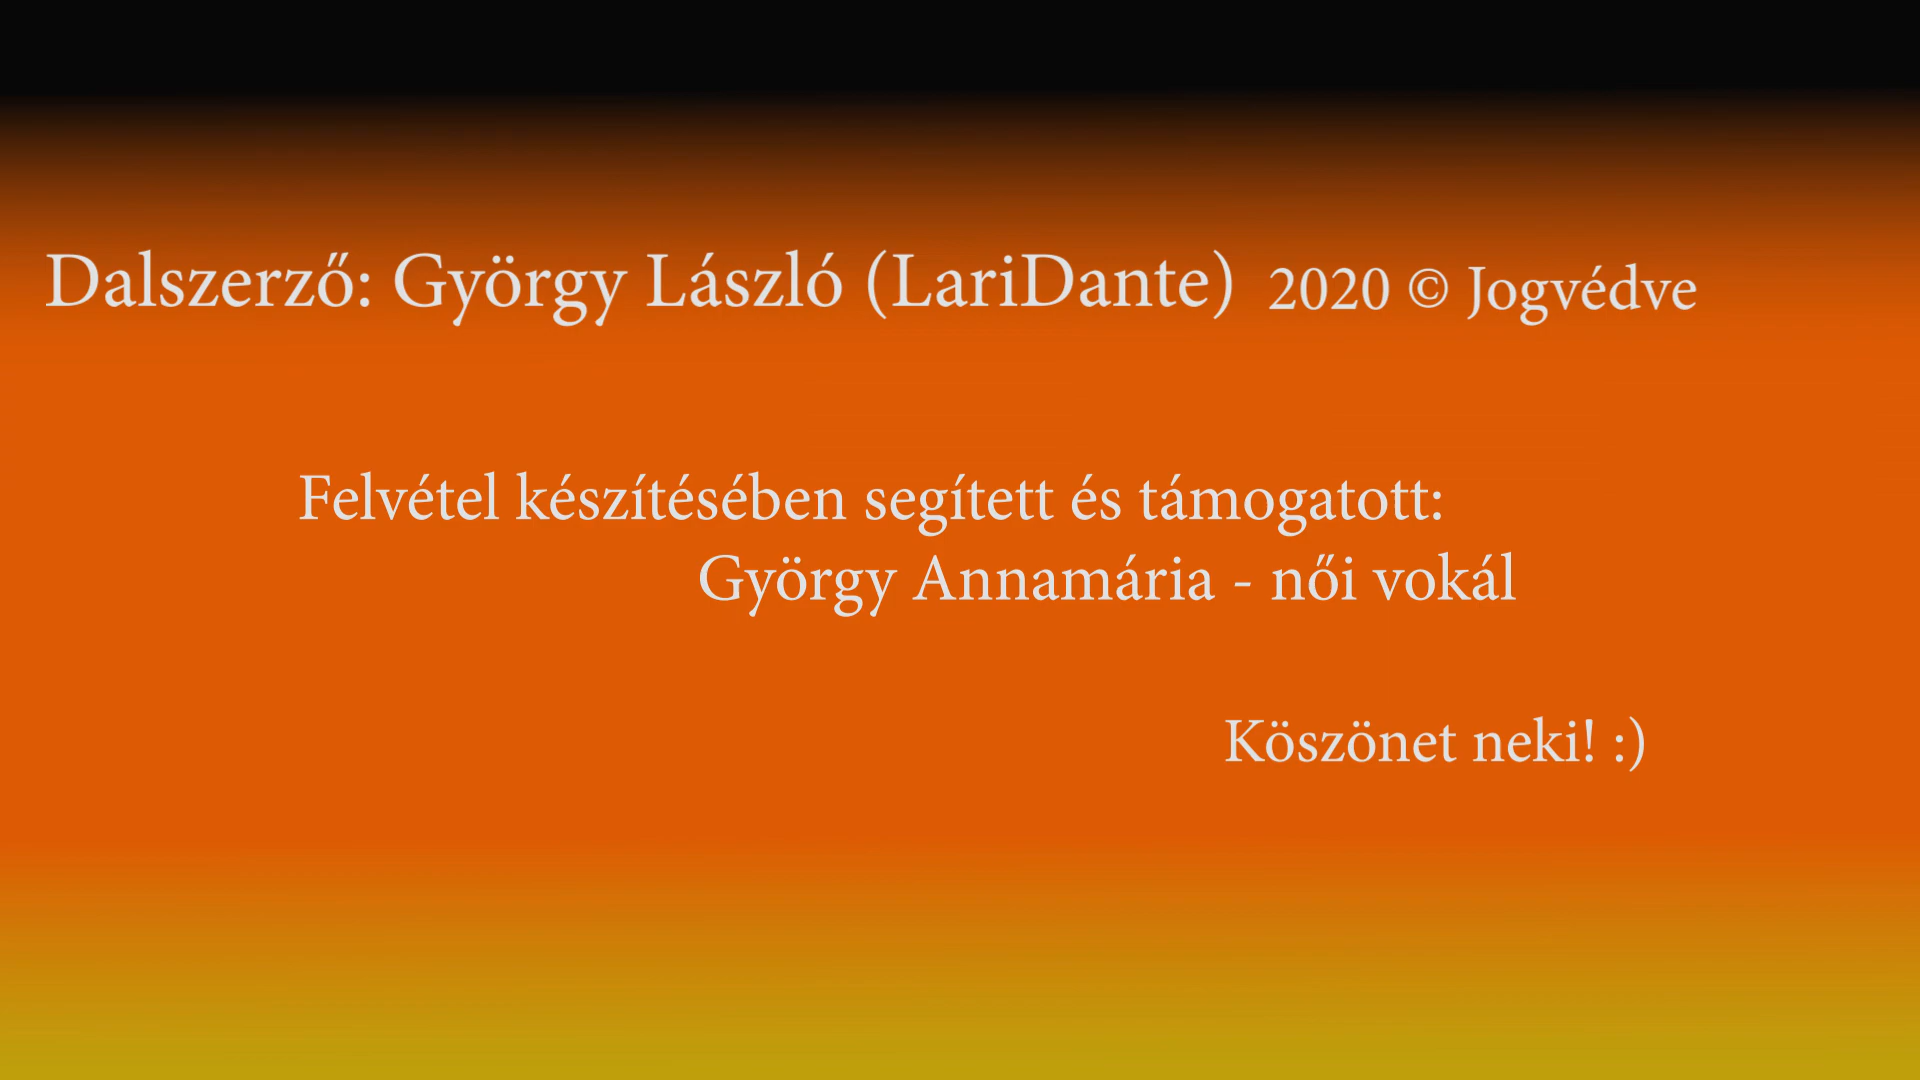 Dalszerző: György László (LariDante) 2020 © Jogvédve
Felvétel készítésében segített és támogatott:
György Annamária - női vokál
Köszönet neki! :)